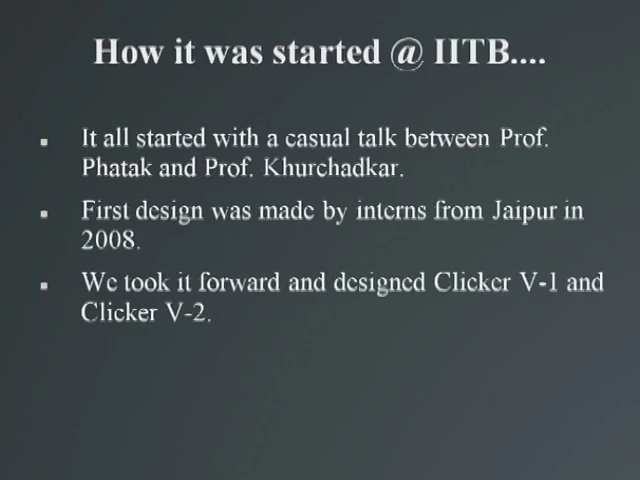 How it was started @ IITB....
It all started with a casual talk between Prof.
Phatak and Prof. Khurchadkar.
First design was made by interns from Jaipur in
2008.
We took it forward and designed Clicker V-1 and
Clicker V-2.